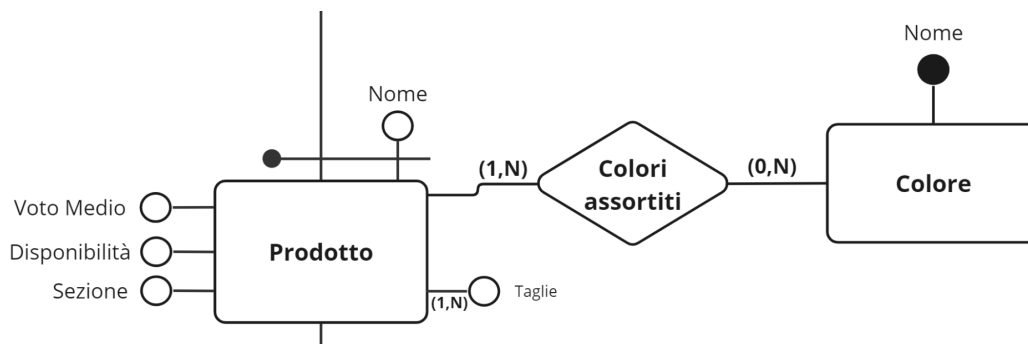 Nome
Nome
(1,N)
Colori
assortiti
(0,N)
Colore
Voto Medio
Disponibilità
Sezione
Prodotto
(1,N)
Taglie